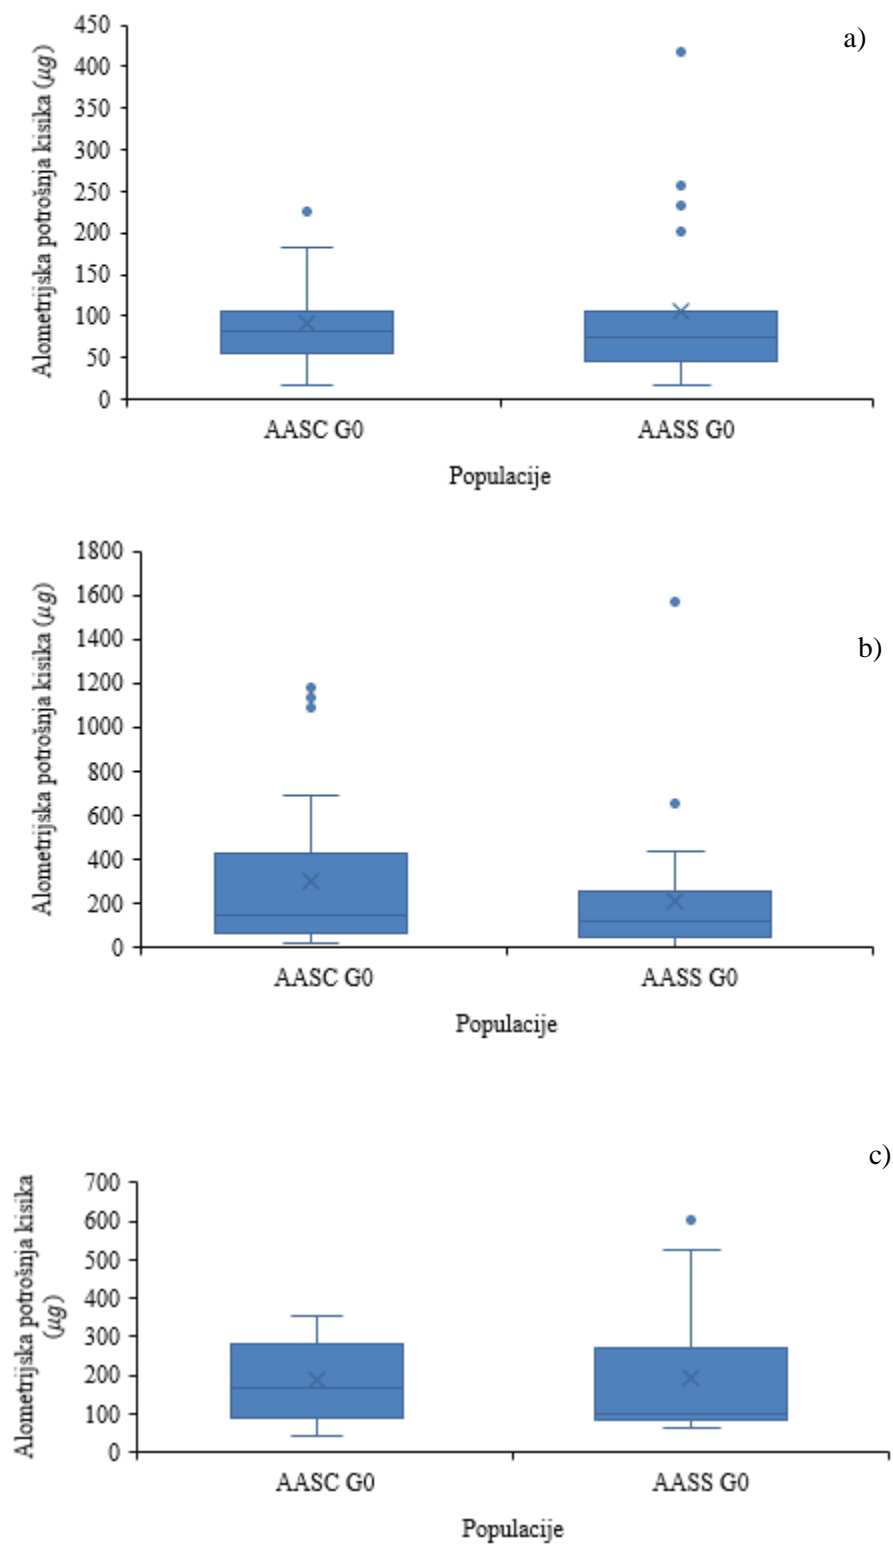 a)
Alometrijska potrošnja kisika (μg)
450
400
350
300
250
200
150
100
50
0
AASC G0 AASS G0
Populacije
b)
Alometrijska potrošnja kisika (μg)
1800
1600
1400
1200
1000
800
600
400
200
0
AASC G0 AASS G0
Populacije
c)
Alometrijska potrošnja kisika
(μg)
700
600
500
400
300
200
100
0
AASC G0 AASS G0
Populacije